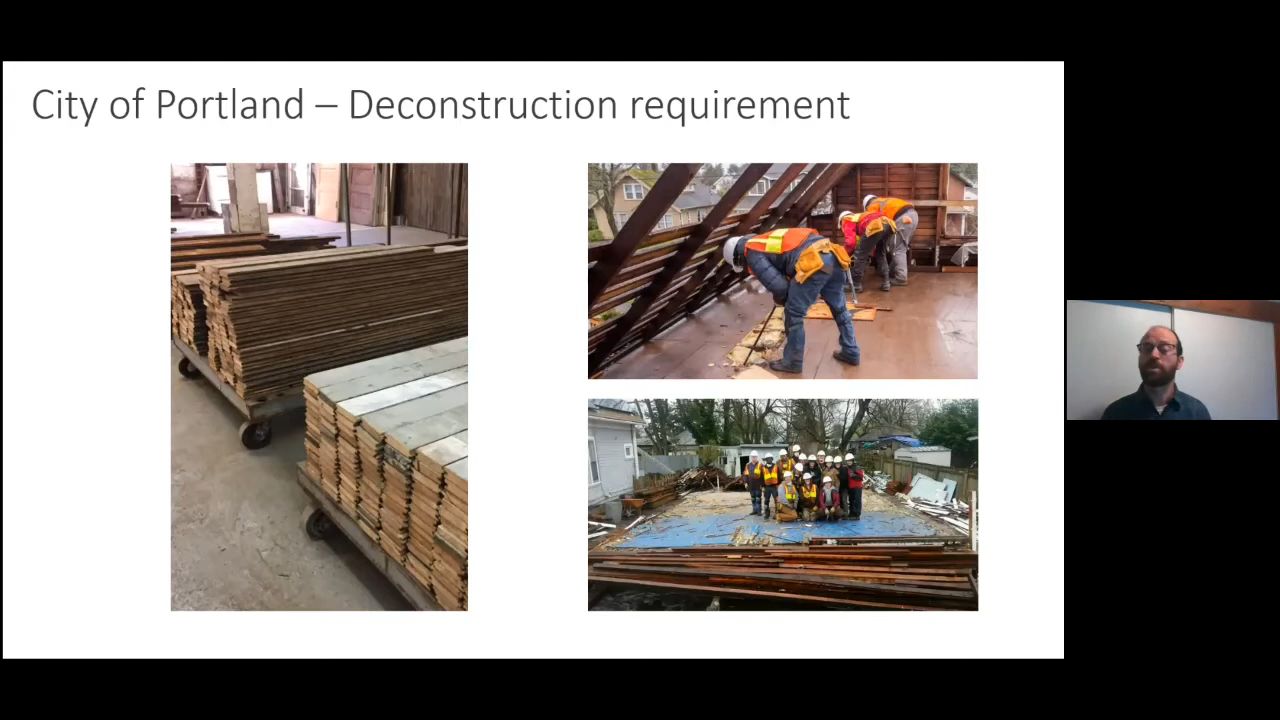 City of Portland – Deconstruction requirement